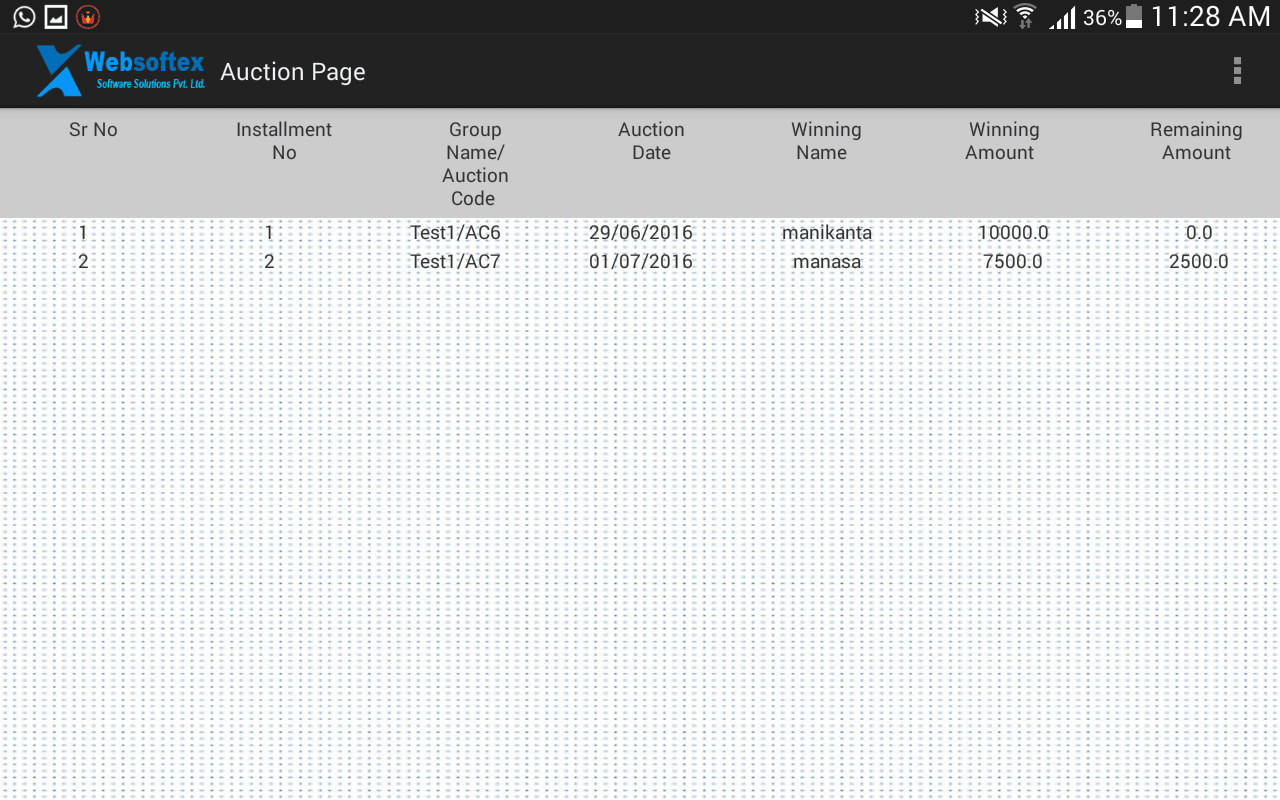 36% 11:28 AM
Websoftex
Software Solutions Pvt. Ltd.
Auction Page
Sr No
Installment
No
Group
Name/
Auction
Code
Auction
Date
Winning
Name
Winning
Amount
Remaining
Amount
1 1 Test1/AC6 29/06/2016 manikanta 10000.0 0.0
2 2 Test1/AC7 01/07/2016 manasa 7500.0 2500.0